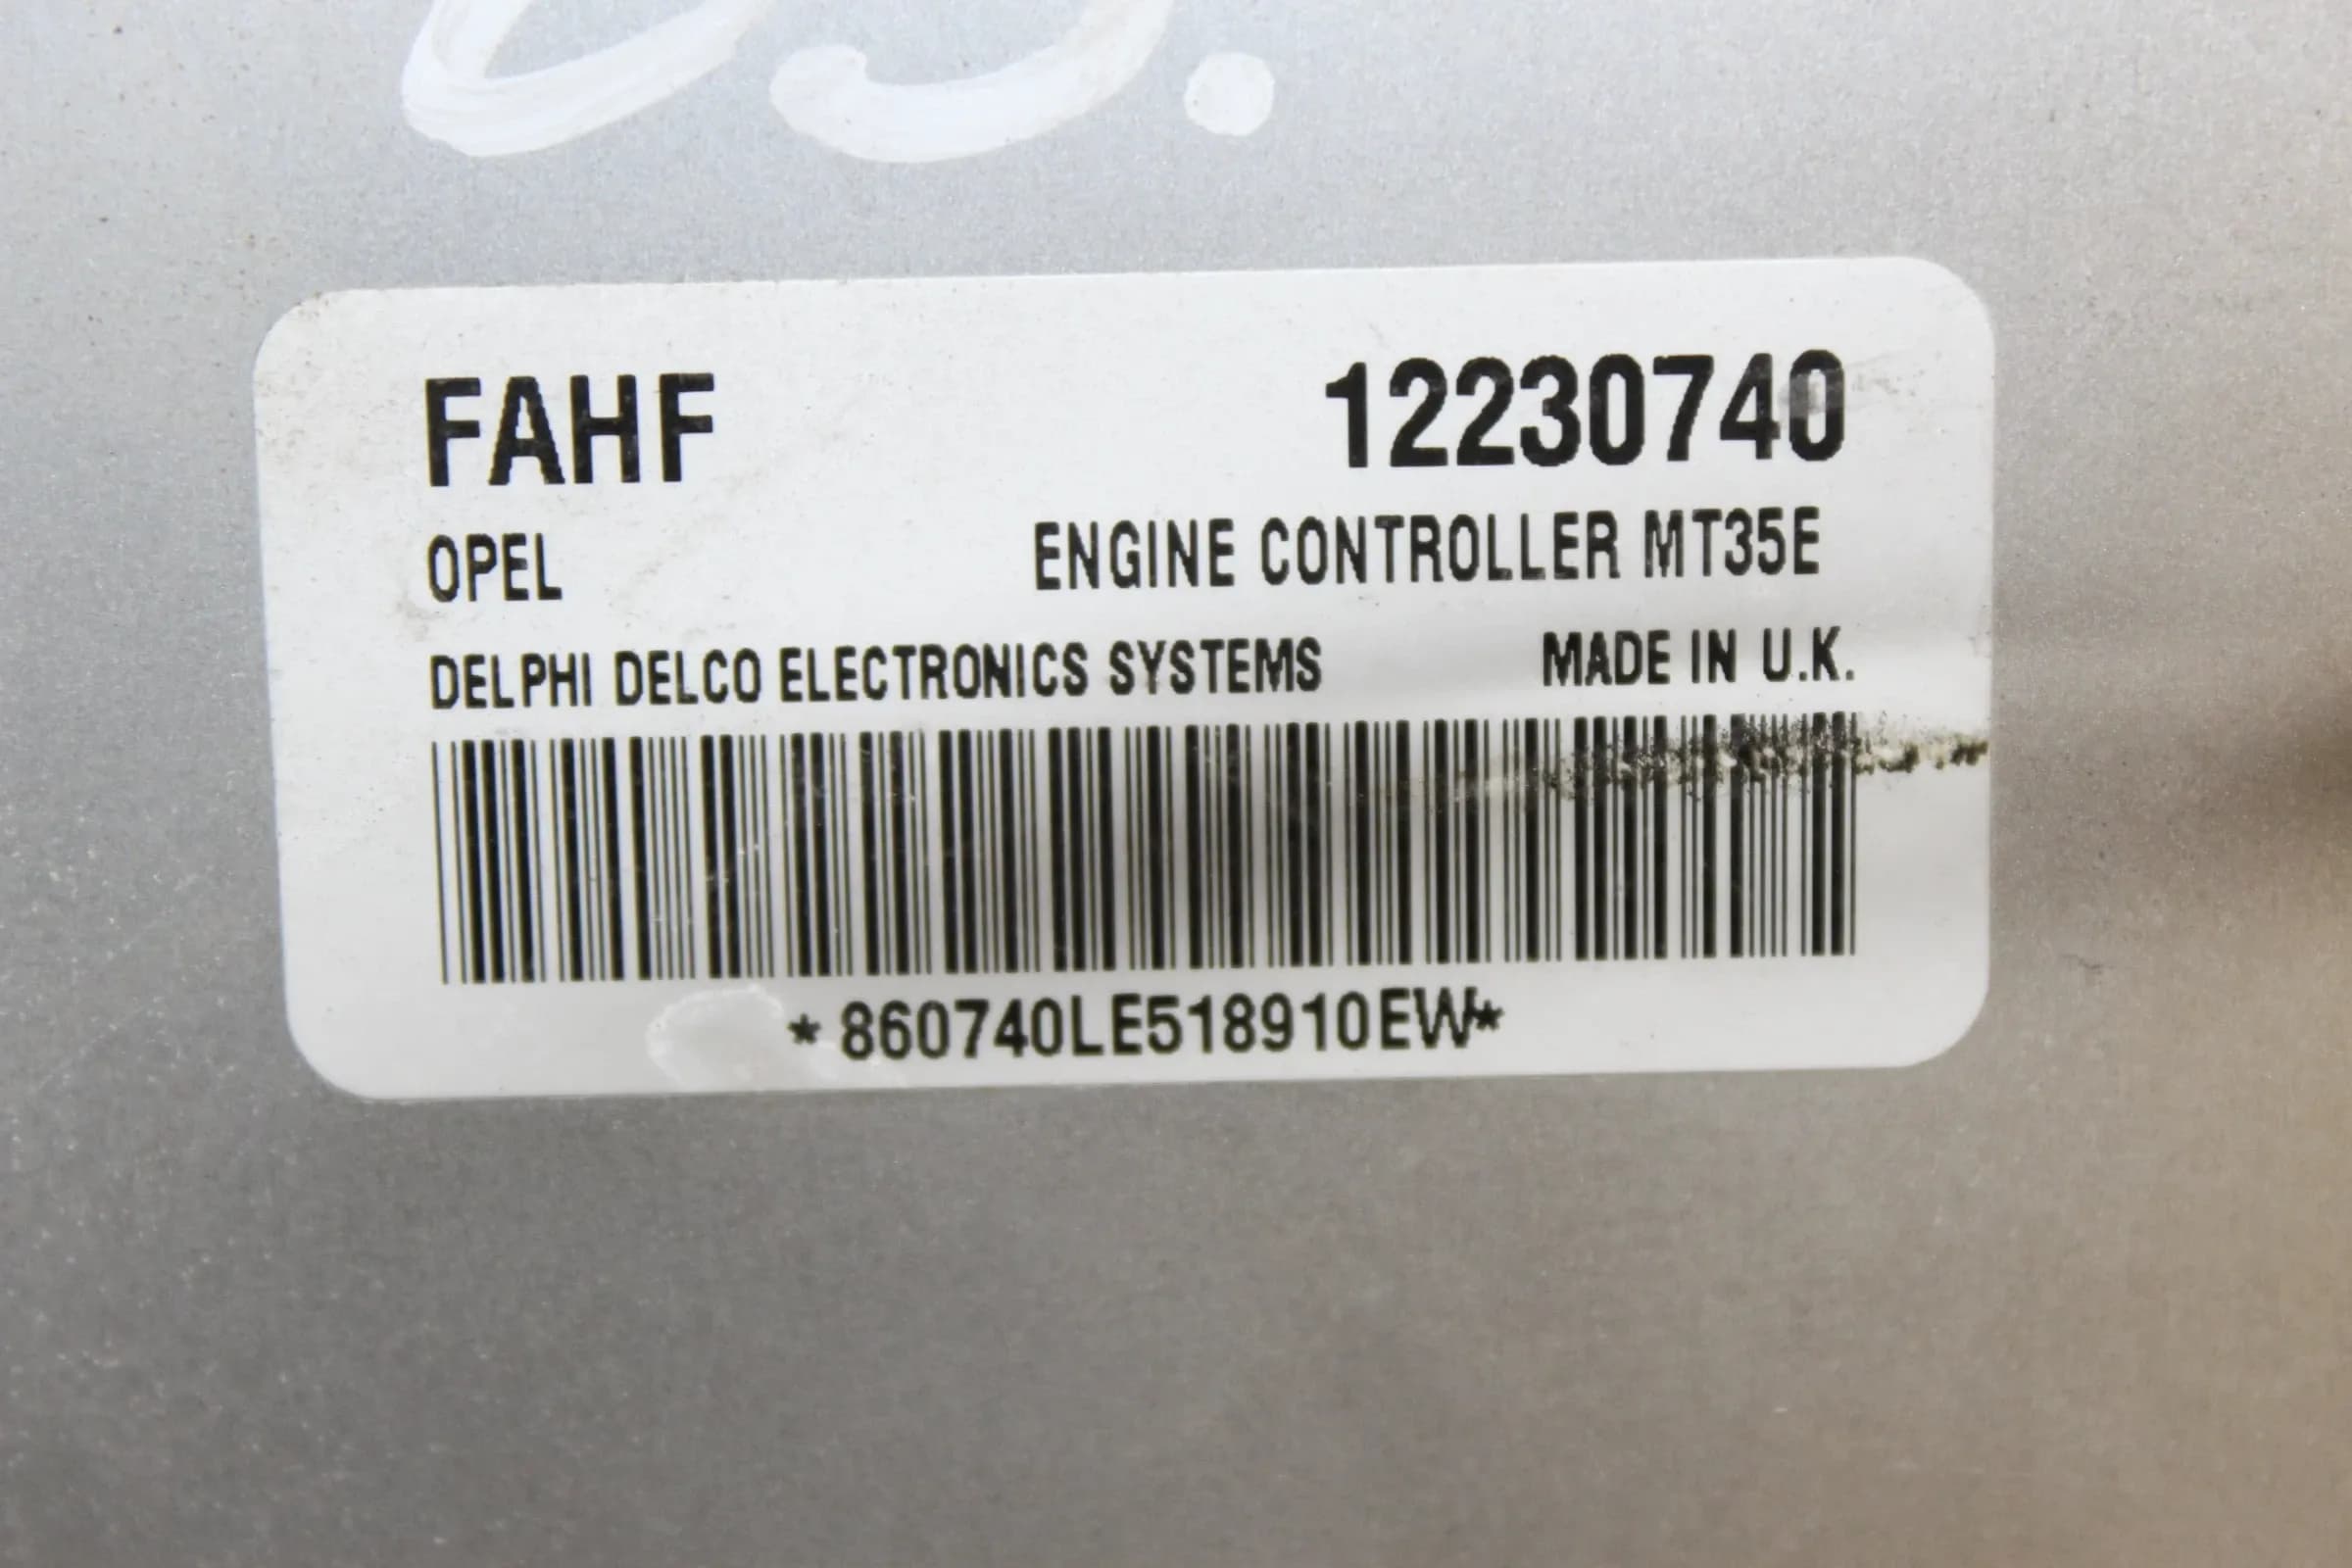 FAHF 12230740
OPEL ENGINE CONTROLLER MT35E
DELPHI DELCO ELECTRONICS SYSTEMS MADE IN U.K.
*860740LE518910EW*